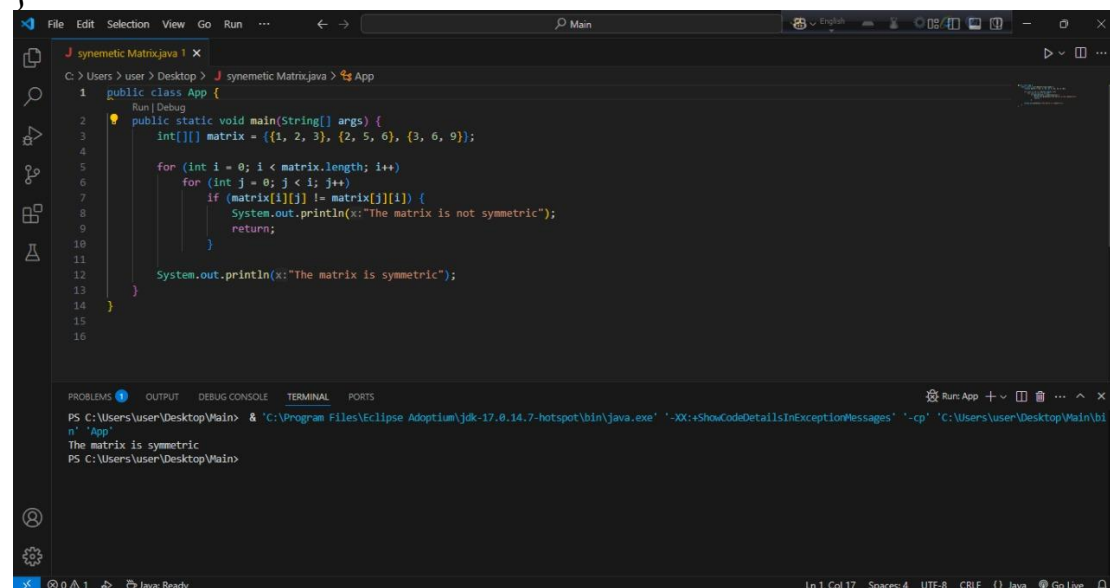 File Edit Selection View Go Run ··· Main English
synemetic Matrix.java 1
C: > Users > user > Desktop > J synemetic Matrix.java > App
1 public class App {
Run | Debug
2 public static void main(String[] args) {
3 int[][] matrix = {{1, 2, 3}, {2, 5, 6}, {3, 6, 9}};
4
5 for (int i = 0; i < matrix.length; i++)
6 for (int j = 0; j < i; j++)
7 if (matrix[i][j] != matrix[j][i]) {
8 System.out.println(x:"The matrix is not symmetric");
9 return;
10 }
11
12 System.out.println(x:"The matrix is symmetric");
13 }
14 }
15
16
PROBLEMS 1 OUTPUT DEBUG CONSOLE TERMINAL PORTS Run: App
PS C:\Users\user\Desktop\Main> & 'C:\Program Files\Eclipse Adoptium\jdk-17.0.14.7-hotspot\bin\java.exe' '-XX:+ShowCodeDetailsInExceptionMessages' '-cp' 'C:\Users\user\Desktop\Main\bi
n' 'App'
The matrix is symmetric
PS C:\Users\user\Desktop\Main>
0 1 Java: Ready Ln 1, Col 17 Spaces: 4 UTF-8 CRLF {} Java Go Live